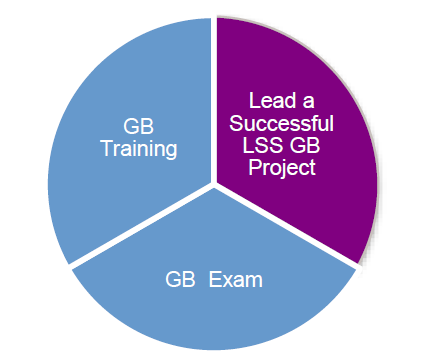 GB
Training
Lead a
Successful
LSS GB
Project
GB  Exam